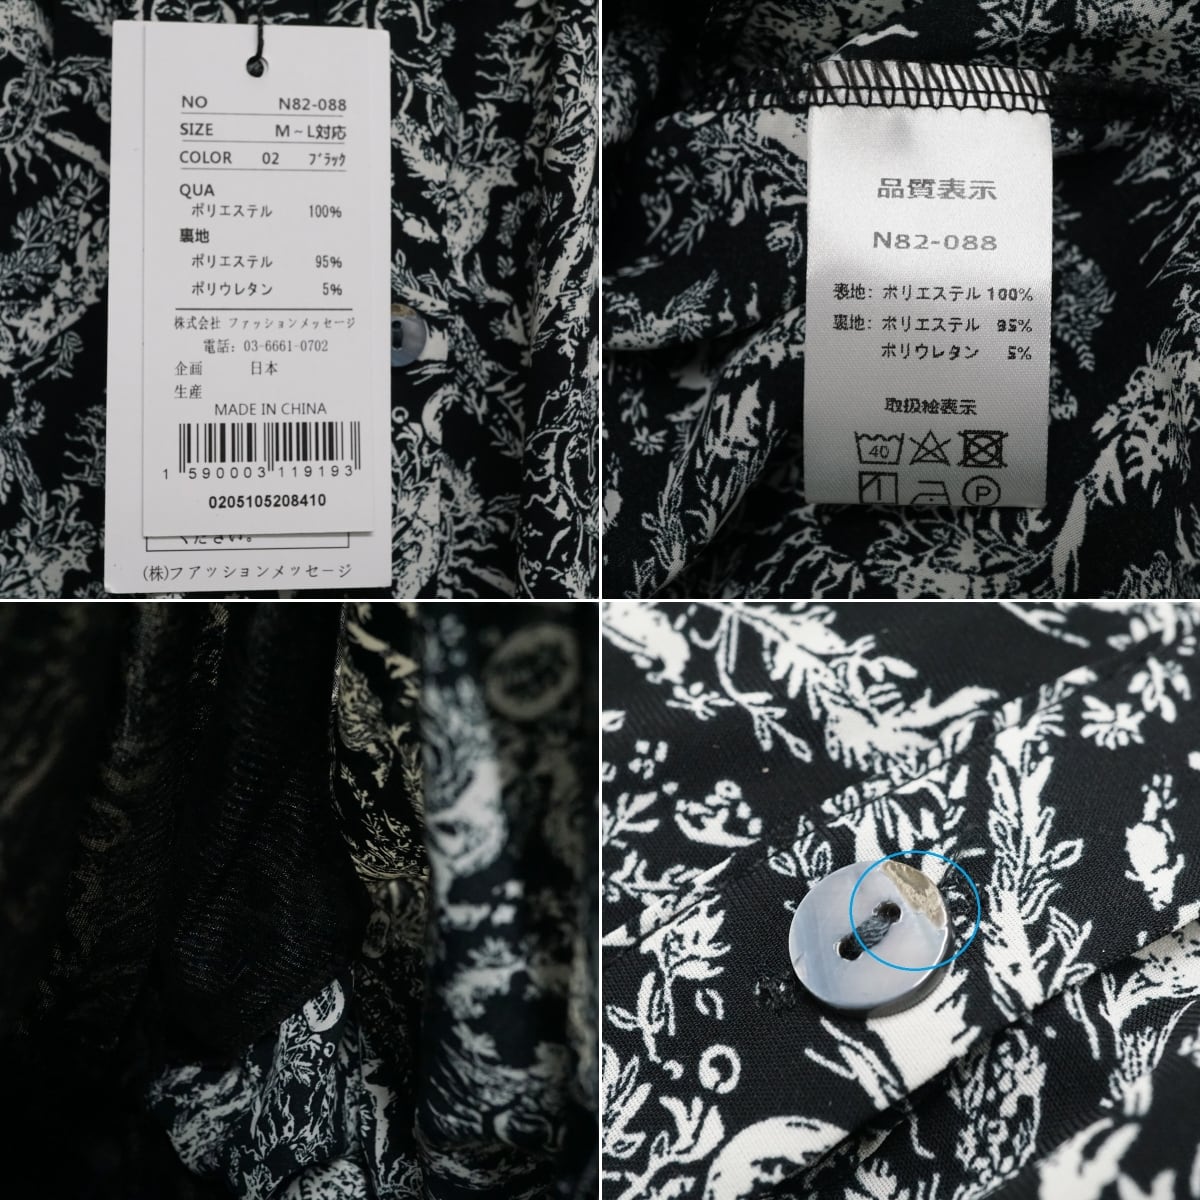 NO N82-088
SIZE M～L対応
COLOR 02 ﾌﾞﾗｯｸ
QUA
ポリエステル 100%
裏地
ポリエステル 95%
ポリウレタン 5%
株式会社 ファッションメッセージ
電話: 03-6661-0702
企画 日本
生産
MADE IN CHINA
1 590003 119193
0205105208410
ください。
(株)ファッションメッセージ
品質表示
N82-088
表地: ポリエステル 100%
裏地: ポリエステル 95%
ポリウレタン 5%
取扱絵表示
40
P